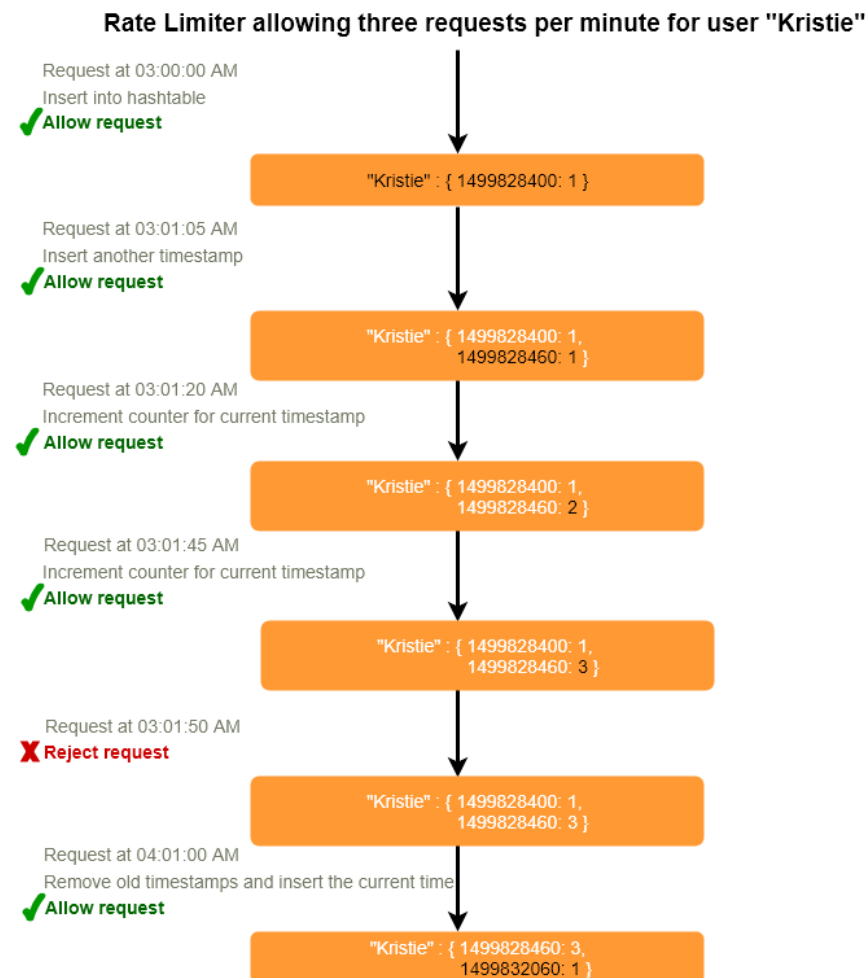 Rate Limiter allowing three requests per minute for user "Kristie"
Request at 03:00:00 AM
Insert into hashtable
Allow request
"Kristie" : { 1499828400: 1 }
Request at 03:01:05 AM
Insert another timestamp
Allow request
"Kristie" : { 1499828400: 1,
1499828460: 1 }
Request at 03:01:20 AM
Increment counter for current timestamp
Allow request
"Kristie" : { 1499828400: 1,
1499828460: 2 }
Request at 03:01:45 AM
Increment counter for current timestamp
Allow request
"Kristie" : { 1499828400: 1,
1499828460: 3 }
Request at 03:01:50 AM
Reject request
"Kristie" : { 1499828400: 1,
1499828460: 3 }
Request at 04:01:00 AM
Remove old timestamps and insert the current time
Allow request
"Kristie" : { 1499828460: 3,
1499832060: 1 }